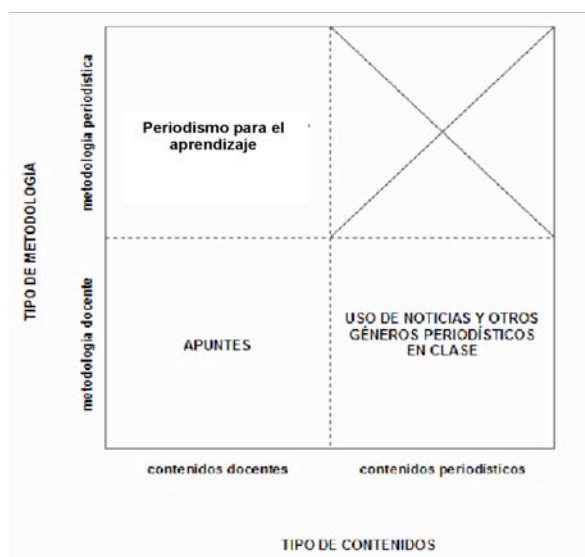 TIPO DE METODOLOGÍA
metodología periodística
Periodismo para el
aprendizaje
metodología docente
APUNTES
USO DE NOTICIAS Y OTROS
GÉNEROS PERIODÍSTICOS
EN CLASE
contenidos docentes
contenidos periodísticos
TIPO DE CONTENIDOS